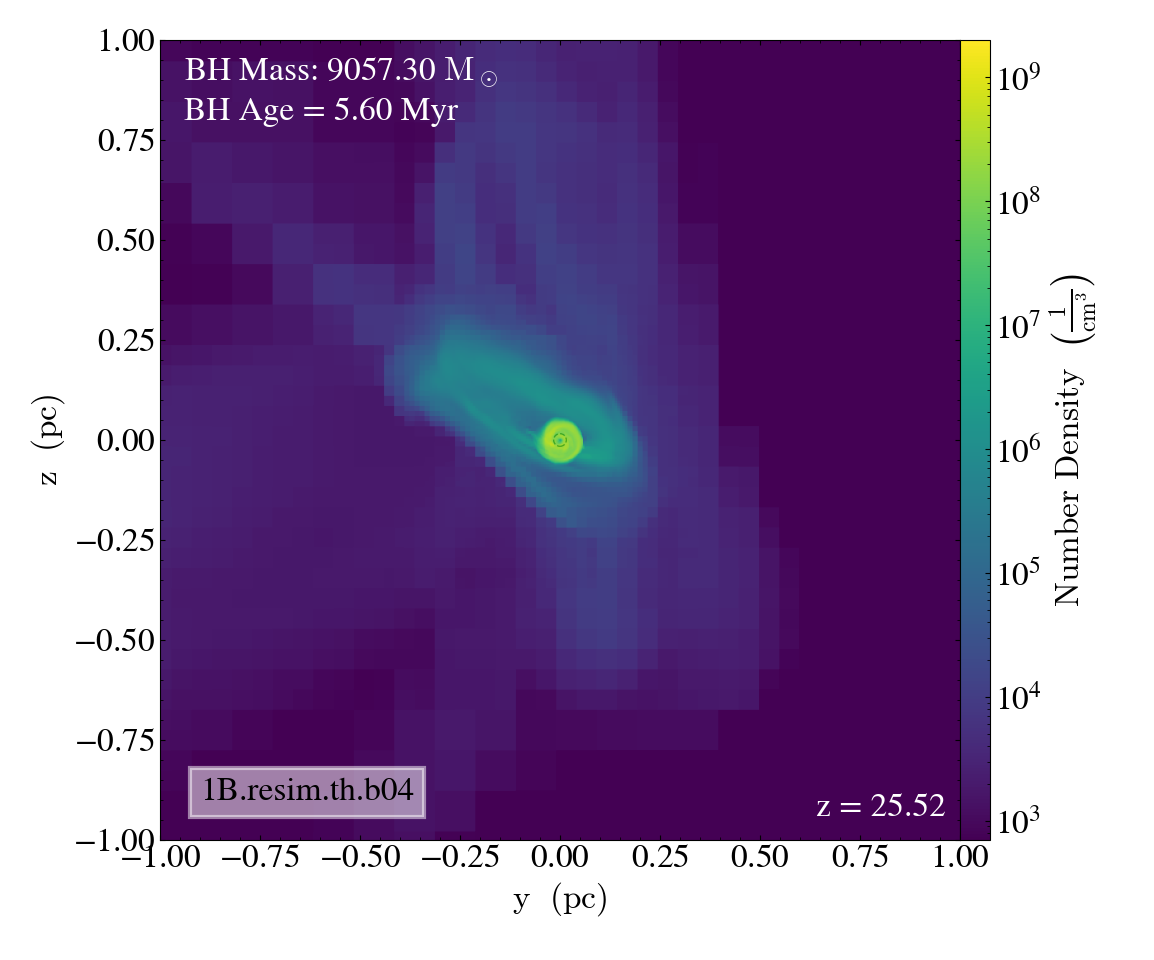 BH Mass: 9057.30 M⊙
BH Age = 5.60 Myr
1.00
0.75
0.50
0.25
0.00
−0.25
−0.50
−0.75
−1.00
z (pc)
1B.resim.th.b04
z = 25.52
−1.00 −0.75 −0.50 −0.25 0.00 0.25 0.50 0.75 1.00
y (pc)
10⁹
10⁸
10⁷
10⁶
10⁵
10⁴
10³
Number Density (1/cm³)